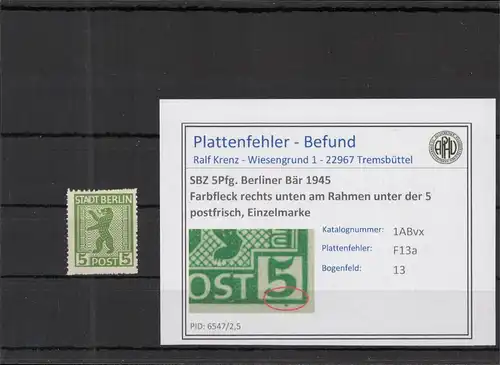 STADT BERLIN
5 POST 5
Plattenfehler - Befund
Ralf Krenz - Wiesengrund 1 - 22967 Tremsbüttel
SBZ 5Pfg. Berliner Bär 1945
Farbfleck rechts unten am Rahmen unter der 5
postfrisch, Einzelmarke
Katalognummer: 1ABvx
Plattenfehler: F13a
Bogenfeld: 13
OST 5
PID: 6547/2,5